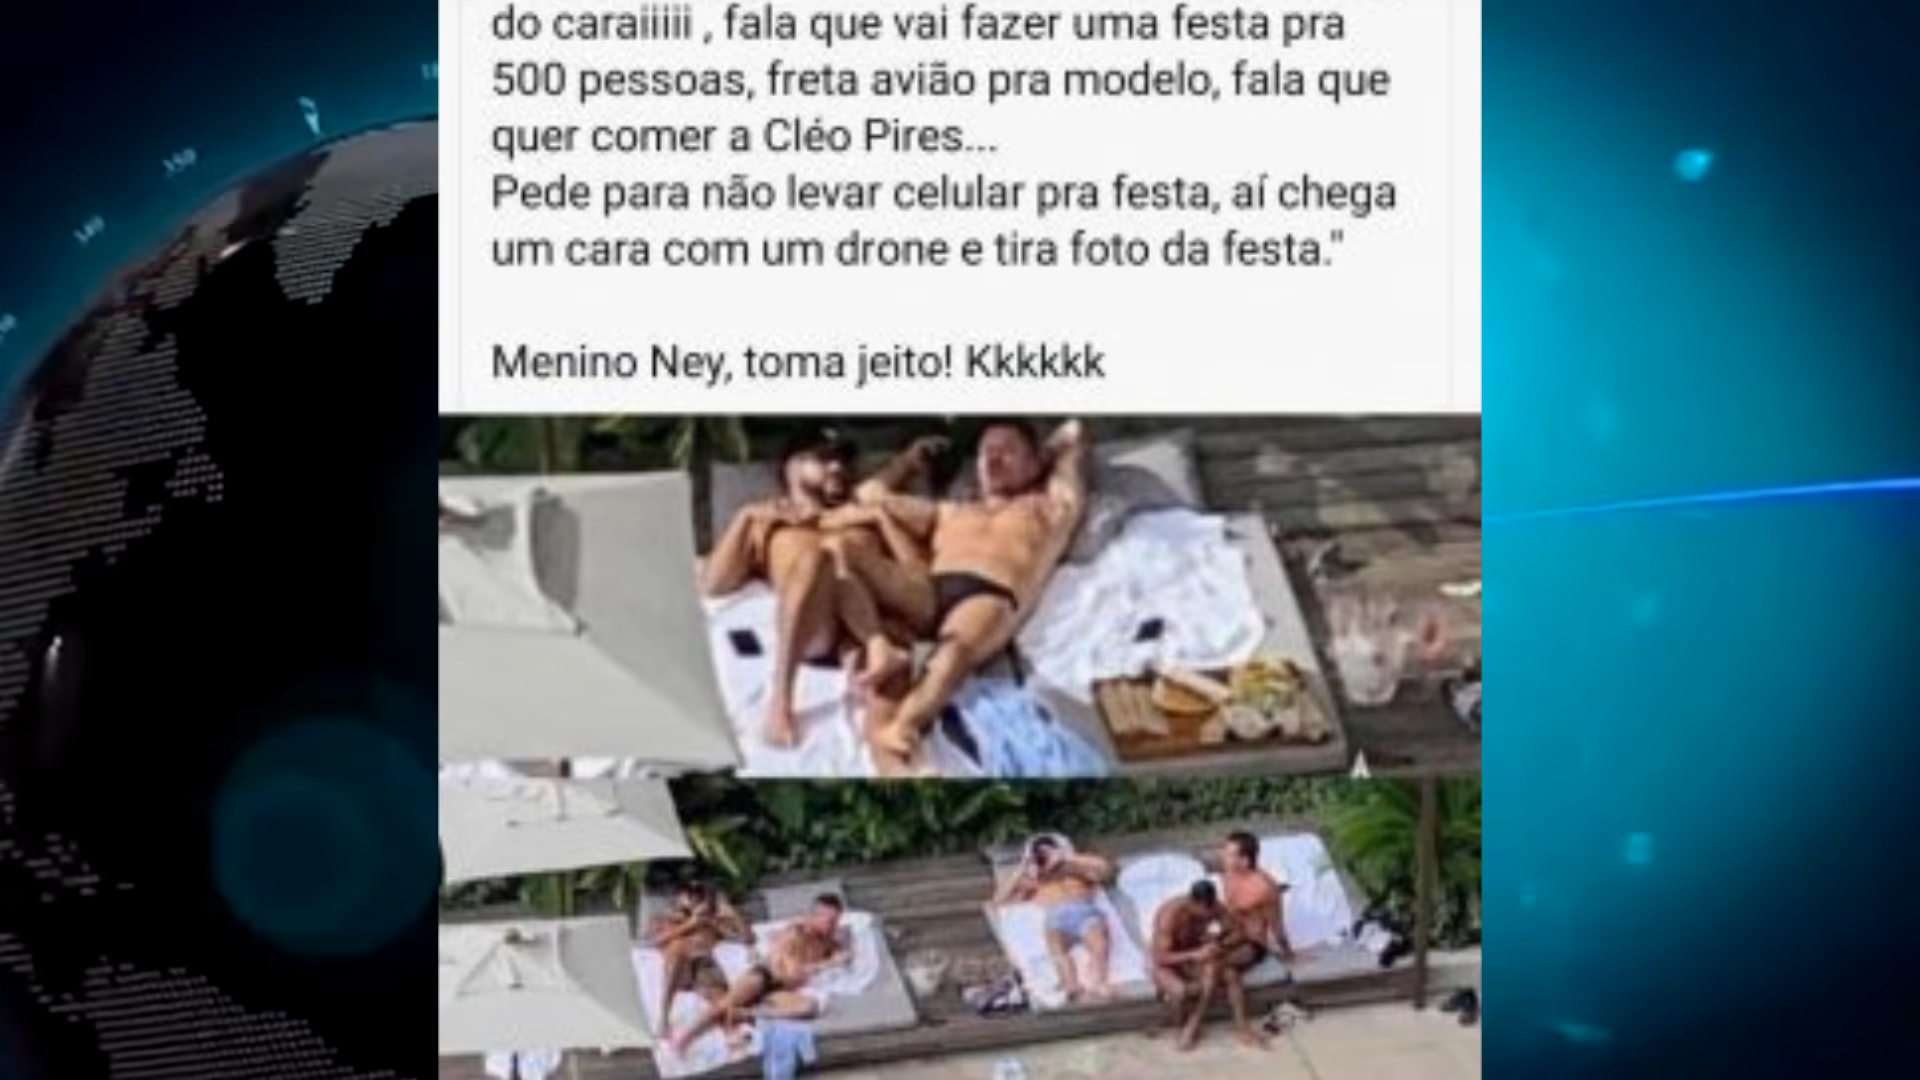 do caraiiiii , fala que vai fazer uma festa pra
500 pessoas, freta avião pra modelo, fala que
quer comer a Cléo Pires...
Pede para não levar celular pra festa, aí chega
um cara com um drone e tira foto da festa."
Menino Ney, toma jeito! Kkkkkk
150
140